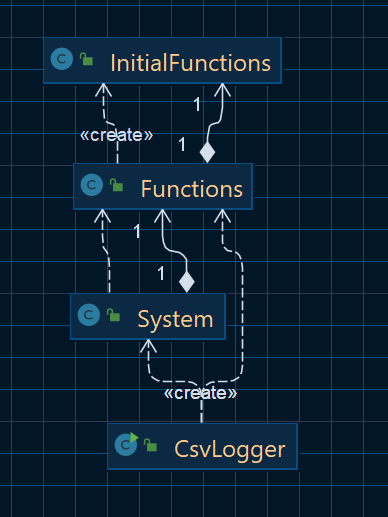 C InitialFunctions
1
«create»
1
C Functions
1
1
C System
«create»
C CsvLogger